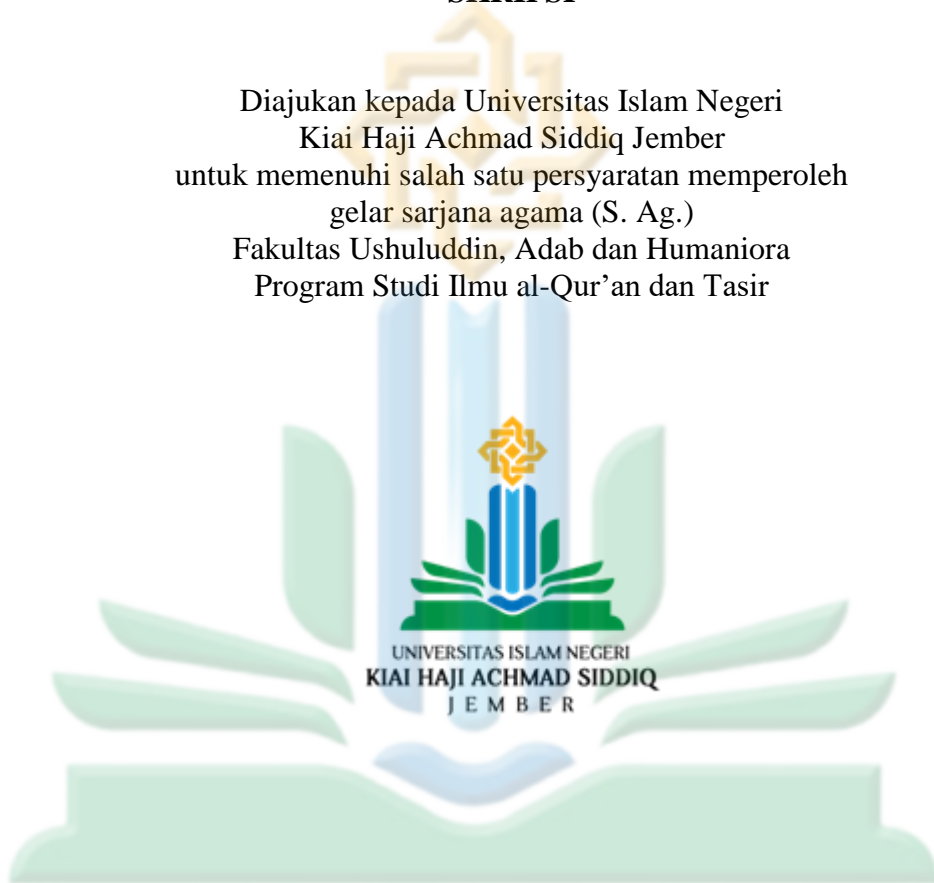 Diajukan kepada Universitas Islam Negeri
Kiai Haji Achmad Siddiq Jember
untuk memenuhi salah satu persyaratan memperoleh
gelar sarjana agama (S. Ag.)
Fakultas Ushuluddin, Adab dan Humaniora
Program Studi Ilmu al-Qur’an dan Tasir
UNIVERSITAS ISLAM NEGERI
KIAI HAJI ACHMAD SIDDIQ
JEMBER